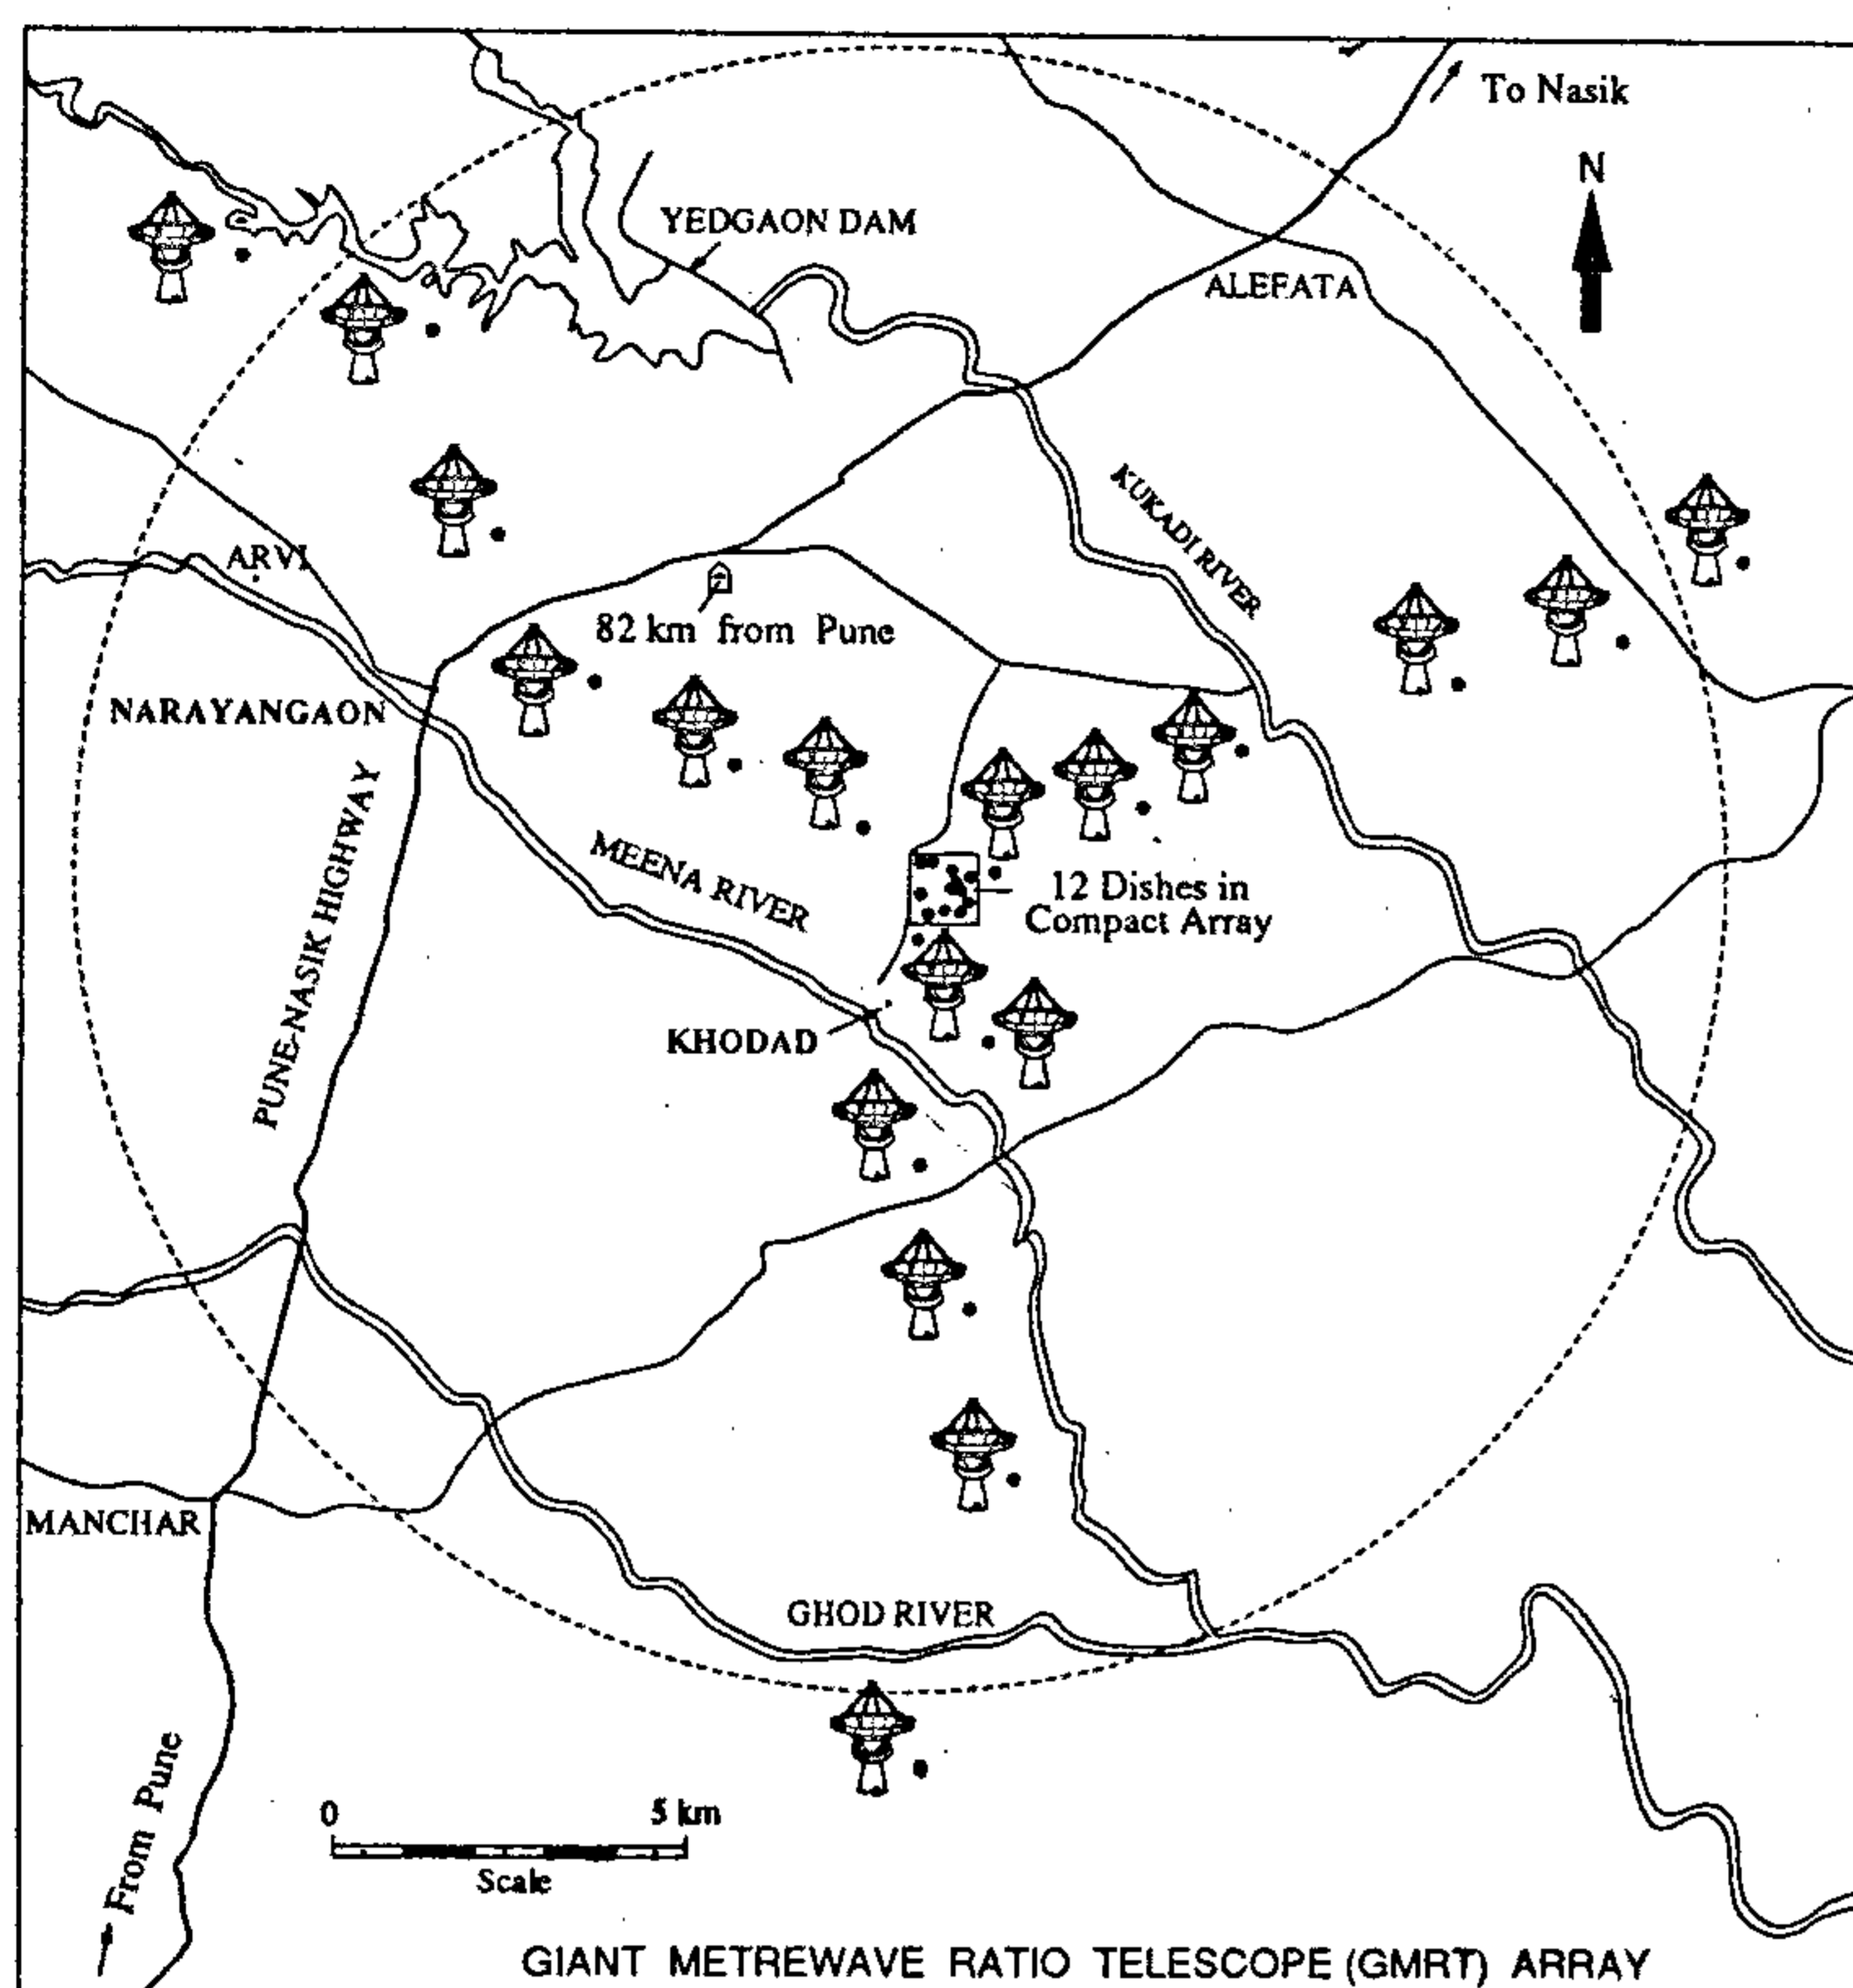 To Nasik
N
YEDGAON DAM
ALEFATA
KUKADI RIVER
ARVI
82 km from Pune
NARAYANGAON
PUNE-NASIK HIGHWAY
MEENA RIVER
12 Dishes in
Compact Array
KHODAD
MANCHAR
GHOD RIVER
From Pune
0 5 km
Scale
GIANT METREWAVE RATIO TELESCOPE (GMRT) ARRAY